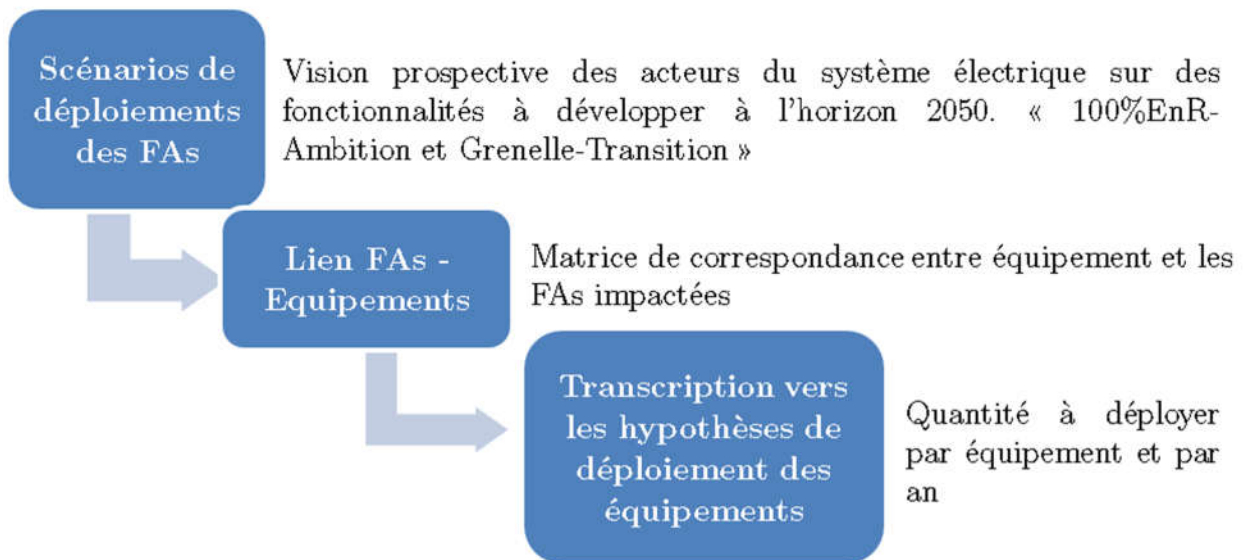 Scénarios de
déploiements
des FAs
Vision prospective des acteurs du système électrique sur des
fonctionnalités à développer à l'horizon 2050. « 100%EnR-
Ambition et Grenelle-Transition »
Lien FAs -
Equipements
Matrice de correspondance entre équipement et les
FAs impactées
Transcription vers
les hypothèses de
déploiement des
équipements
Quantité à déployer
par équipement et par
an